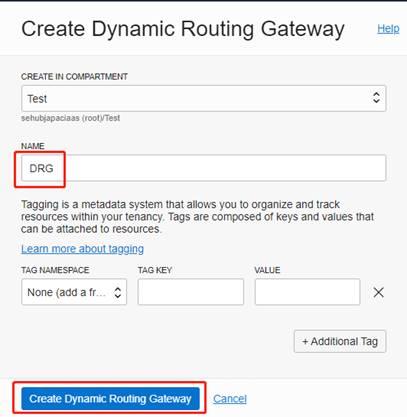 Create Dynamic Routing Gateway
Help
CREATE IN COMPARTMENT
Test
sehubjapaciaas (root)/Test
NAME
DRG
Tagging is a metadata system that allows you to organize and track
resources within your tenancy. Tags are composed of keys and values that
can be attached to resources.
Learn more about tagging
TAG NAMESPACE TAG KEY VALUE
None (add a fr...
+ Additional Tag
Create Dynamic Routing Gateway Cancel